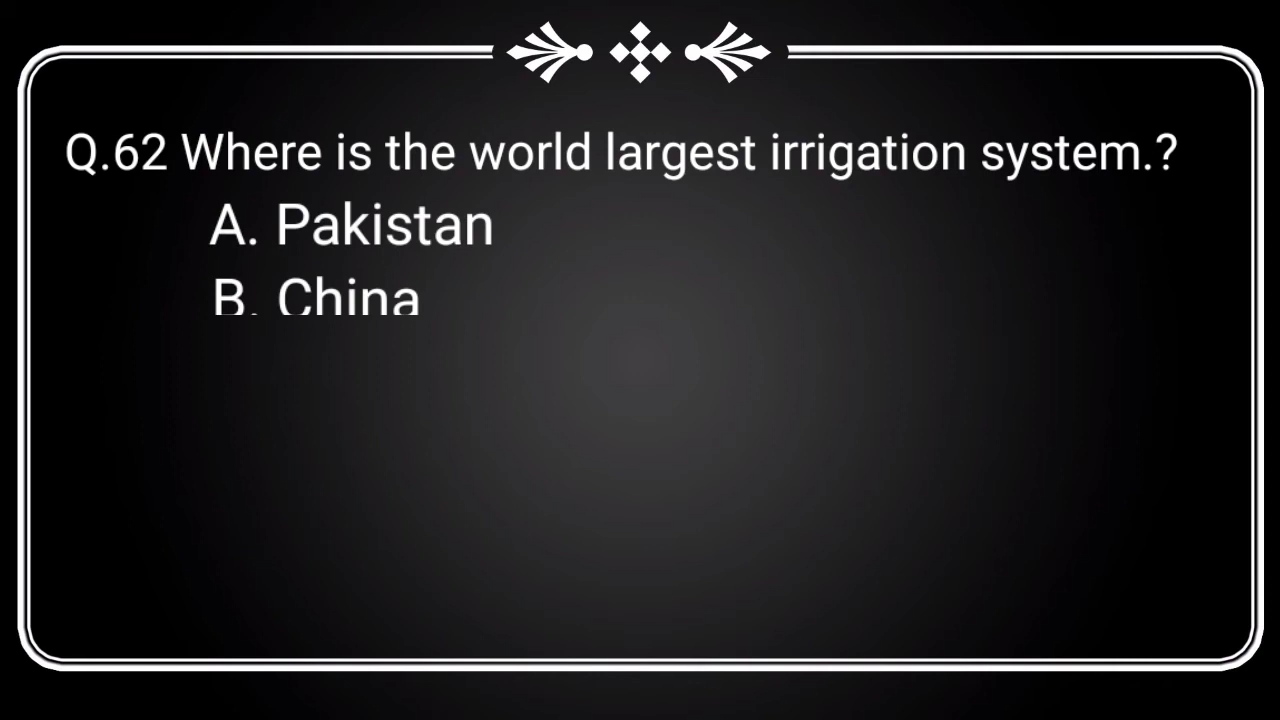 Q.62 Where is the world largest irrigation system.?
A. Pakistan
B. China